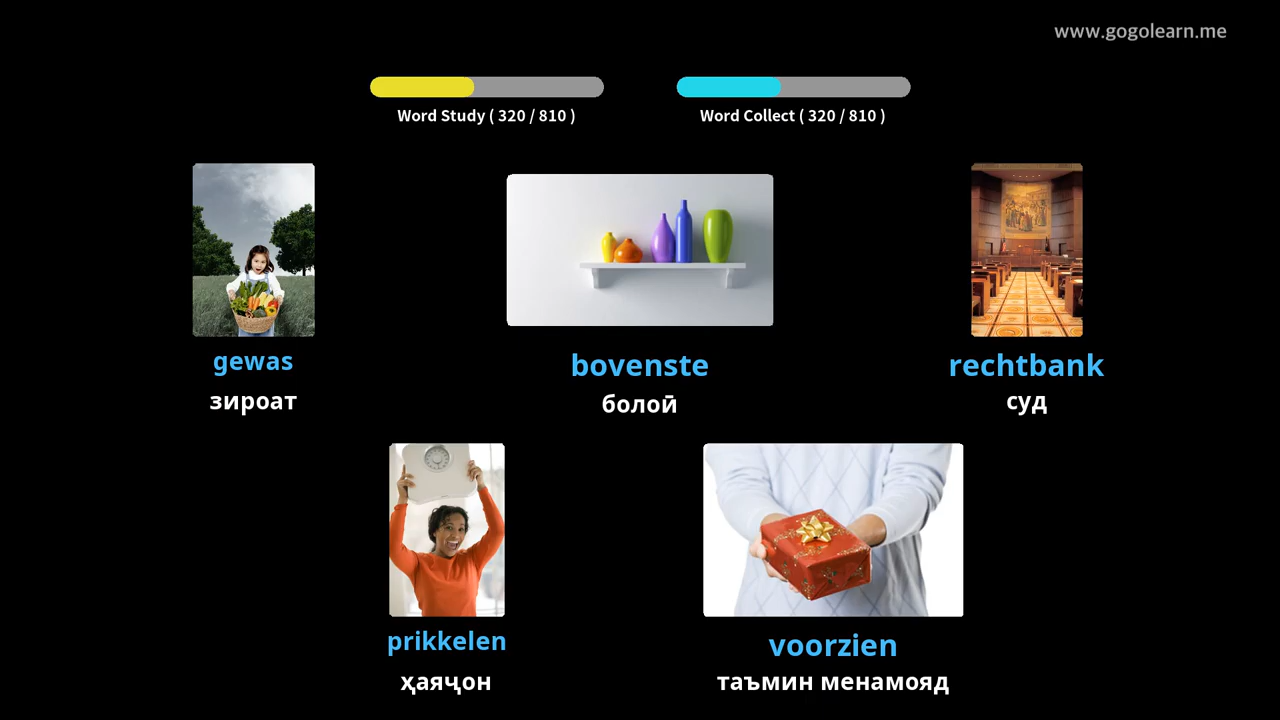 www.gogolearn.me
Word Study ( 320 / 810 )
Word Collect ( 320 / 810 )
gewas
зироат
bovenste
болоӣ
rechtbank
суд
prikkelen
ҳаяҷон
voorzien
таъмин менамояд